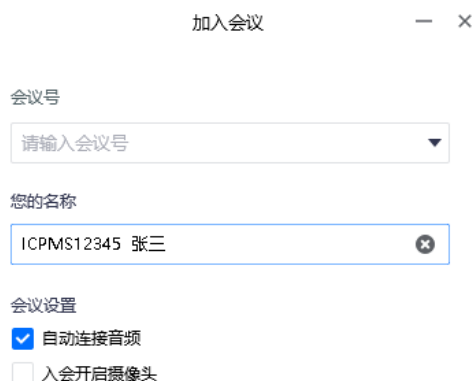 加入会议
会议号
请输入会议号
您的名称
ICPMS12345 张三
会议设置
自动连接音频
入会开启摄像头